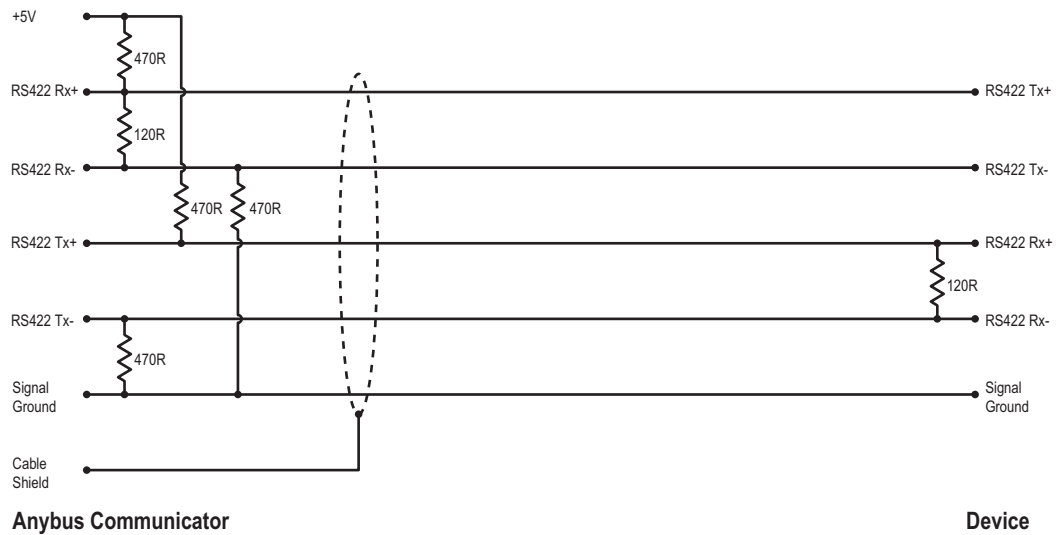 +5V
470R
RS422 Rx+
RS422 Tx+
120R
RS422 Rx-
RS422 Tx-
470R
470R
RS422 Tx+
RS422 Rx+
120R
RS422 Tx-
RS422 Rx-
470R
Signal
Ground
Signal
Ground
Cable
Shield
Anybus Communicator
Device